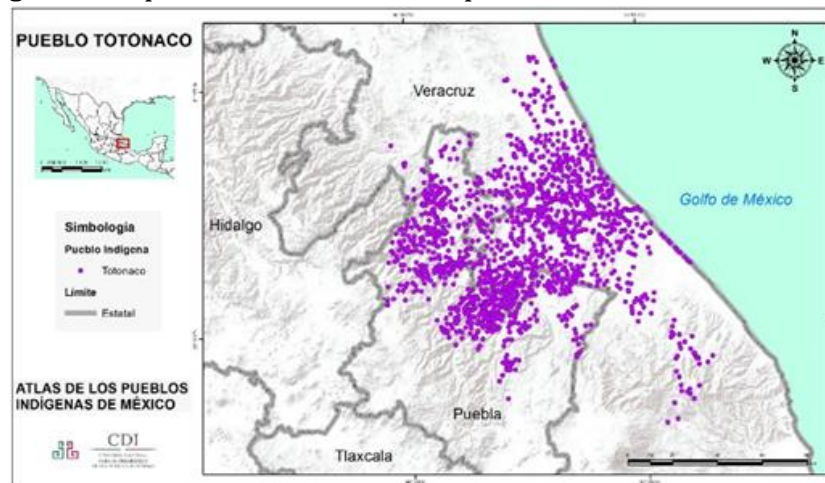 PUEBLO TOTONACO
Simbología
Pueblo Indígena
Totonaco
Límite
Estatal
ATLAS DE LOS PUEBLOS
INDÍGENAS DE MÉXICO
CDI
Veracruz
Hidalgo
Golfo de México
Puebla
Tlaxcala
N
W
E
S